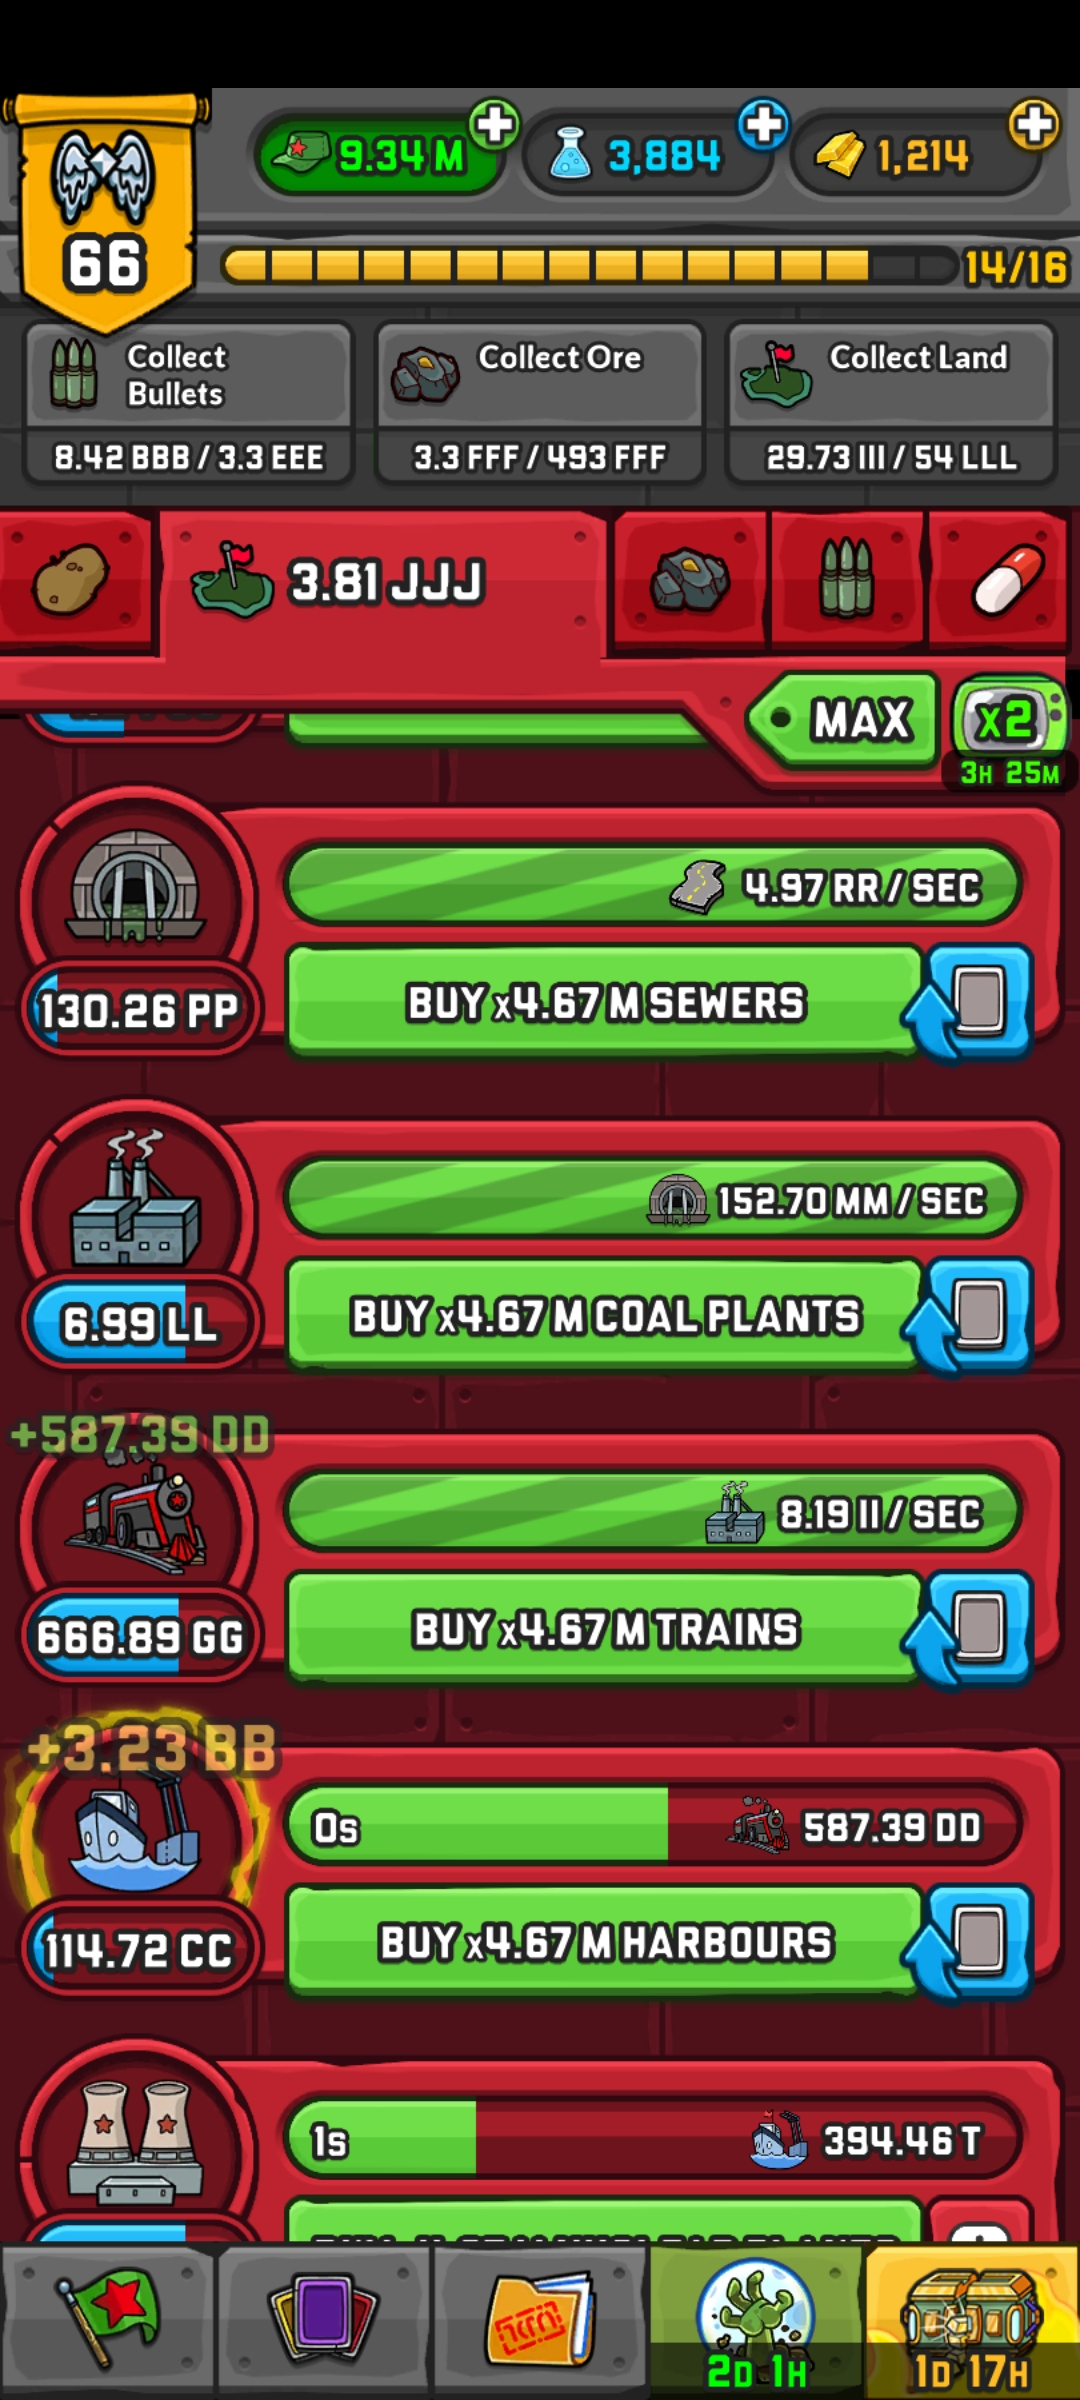 9.34 M
3,884
1,214
66
14/16
Collect
Bullets
8.42 BBB / 3.3 EEE
Collect Ore
3.3 FFF / 493 FFF
Collect Land
29.73 III / 54 LLL
3.81 JJJ
MAX
x2
3H 25M
4.97 RR / SEC
130.26 PP
BUY x4.67 M SEWERS
152.70 MM / SEC
6.99 LL
BUY x4.67 M COAL PLANTS
+587.39 DD
8.19 II / SEC
666.89 GG
BUY x4.67 M TRAINS
+3.23 BB
0s
587.39 DD
114.72 CC
BUY x4.67 M HARBOURS
1s
394.46 T
2D 1H
1D 17H